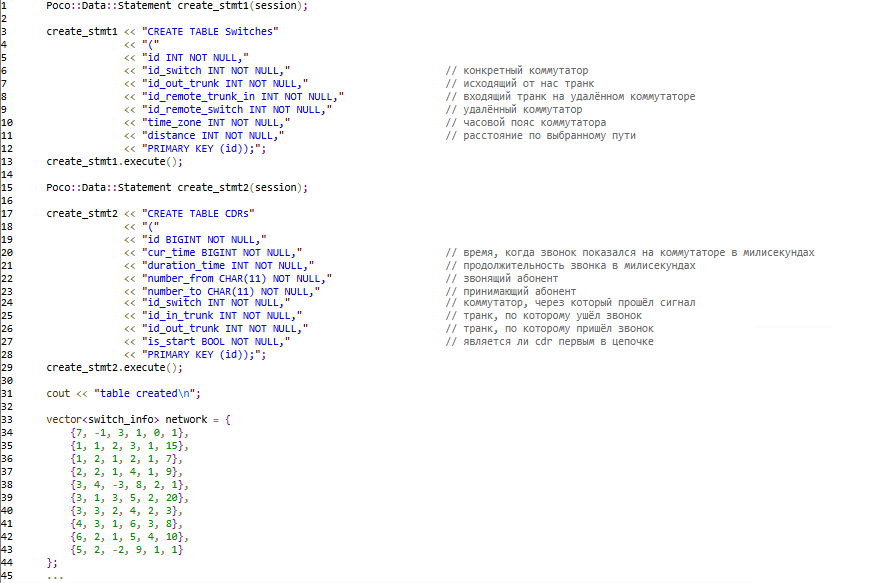 1 Poco::Data::Statement create_stmt1(session);
2
3 create_stmt1 << "CREATE TABLE Switches"
4 << "("
5 << "id INT NOT NULL,"
6 << "id_switch INT NOT NULL," // конкретный коммутатор
7 << "id_out_trunk INT NOT NULL," // исходящий от нас транк
8 << "id_remote_trunk_in INT NOT NULL," // входящий транк на удалённом коммутаторе
9 << "id_remote_switch INT NOT NULL," // удалённый коммутатор
10 << "time_zone INT NOT NULL," // часовой пояс коммутатора
11 << "distance INT NOT NULL," // расстояние по выбранному пути
12 << "PRIMARY KEY (id));";
13 create_stmt1.execute();
14
15 Poco::Data::Statement create_stmt2(session);
16
17 create_stmt2 << "CREATE TABLE CDRs"
18 << "("
19 << "id BIGINT NOT NULL,"
20 << "cur_time BIGINT NOT NULL," // время, когда звонок показался на коммутаторе в милисекундах
21 << "duration_time INT NOT NULL," // продолжительность звонка в милисекундах
22 << "number_from CHAR(11) NOT NULL," // звонящий абонент
23 << "number_to CHAR(11) NOT NULL," // принимающий абонент
24 << "id_switch INT NOT NULL," // коммутатор, через который прошёл сигнал
25 << "id_in_trunk INT NOT NULL," // транк, по которому ушёл звонок
26 << "id_out_trunk INT NOT NULL," // транк, по которому пришёл звонок
27 << "is_start BOOL NOT NULL," // является ли cdr первым в цепочке
28 << "PRIMARY KEY (id));";
29 create_stmt2.execute();
30
31 cout << "table created\n";
32
33 vector<switch_info> network = {
34 {7, -1, 3, 1, 0, 1},
35 {1, 1, 2, 3, 1, 15},
36 {1, 2, 1, 2, 1, 7},
37 {2, 2, 1, 4, 1, 9},
38 {3, 4, -3, 8, 2, 1},
39 {3, 1, 3, 5, 2, 20},
40 {3, 3, 2, 4, 2, 3},
41 {4, 3, 1, 6, 3, 8},
42 {6, 2, 1, 5, 4, 10},
43 {5, 2, -2, 9, 1, 1}
44 };
45 ...